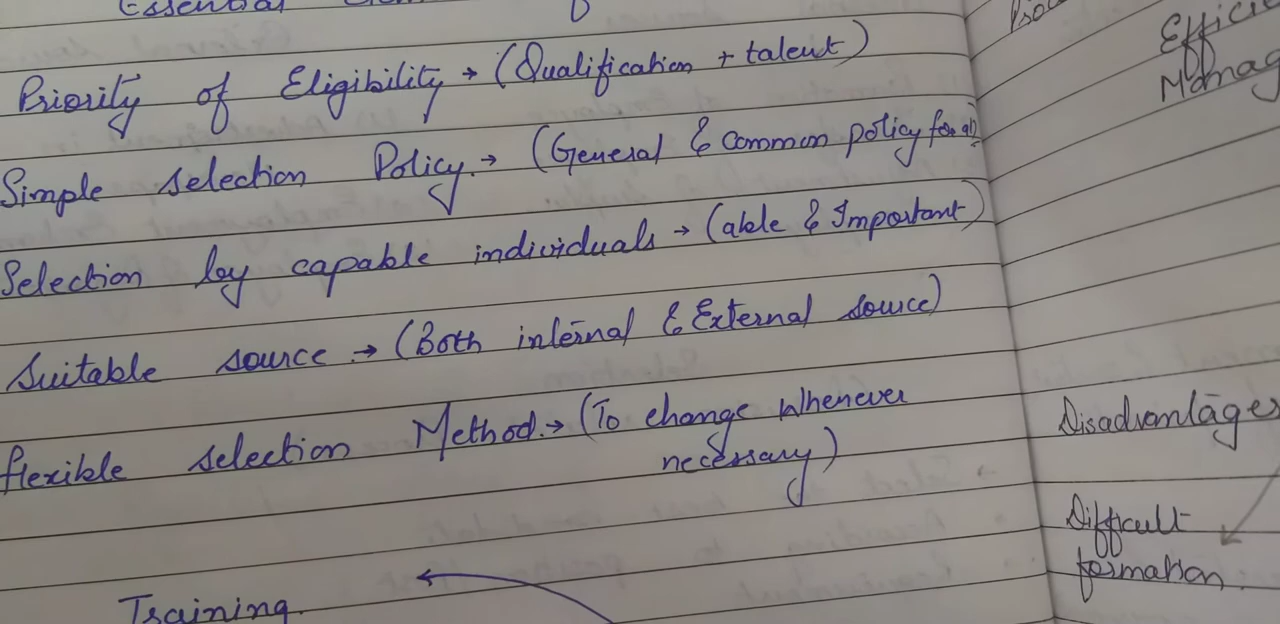 Essential
Priority of Eligibility → (Qualification + talent)
Simple selection Policy. → (General & Common policy for all)
Selection by capable individuals → (able & Important)
Suitable source → (Both internal & External source)
flexible selection Method. → (To change whenever
necessary)
Training.
Disadvantages
Difficult
formation